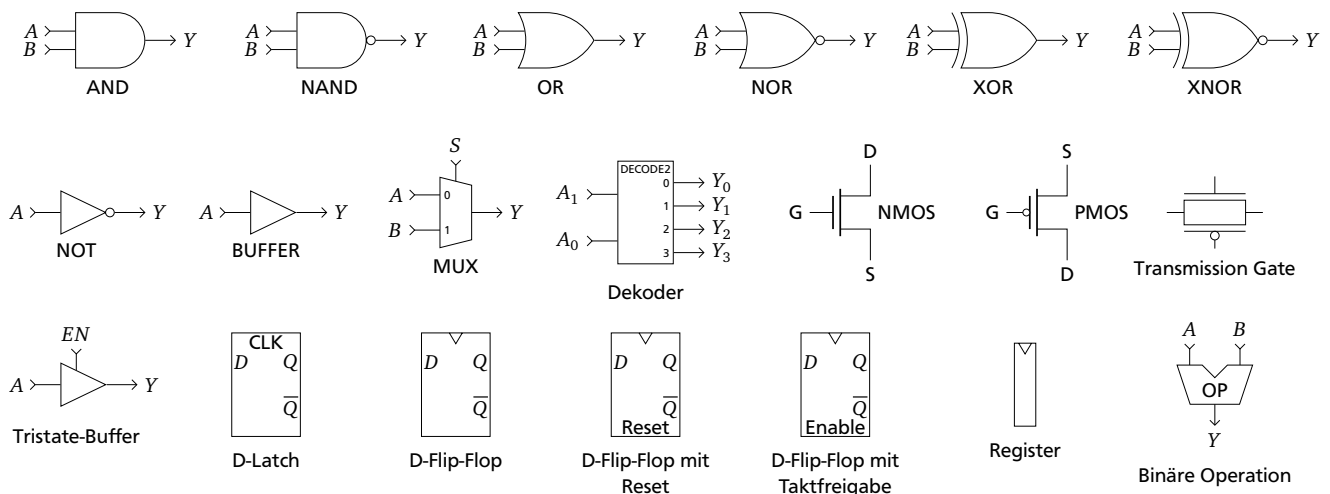 A
B
Y
AND
A
B
Y
NAND
A
B
Y
OR
A
B
Y
NOR
A
B
Y
XOR
A
B
Y
XNOR
A
Y
NOT
A
Y
BUFFER
S
A
0
B
1
Y
MUX
DECODE2
A₁
A₀
0
Y₀
1
Y₁
2
Y₂
3
Y₃
Dekoder
D
G
NMOS
S
S
G
PMOS
D
Transmission Gate
EN
A
Y
Tristate-Buffer
CLK
D Q
Q̅
D-Latch
D Q
Q̅
D-Flip-Flop
D Q
Q̅
Reset
D-Flip-Flop mit
Reset
D Q
Q̅
Enable
D-Flip-Flop mit
Taktfreigabe
Register
A B
OP
Y
Binäre Operation